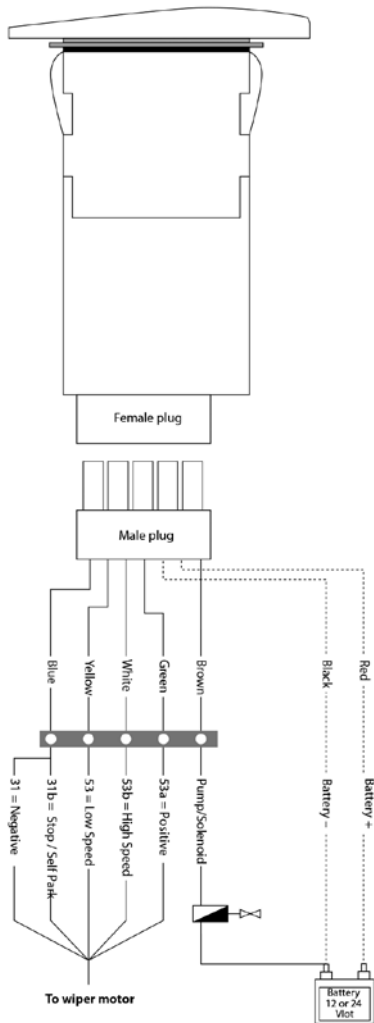 Female plug
Male plug
Blue
Yellow
White
Green
Brown
Black
Red
31 = Negative
31b = Stop / Self Park
53 = Low Speed
53b = High Speed
53a = Positive
Pump/Solenoid
Battery -
Battery +
To wiper motor
Battery
12 or 24
Vlot